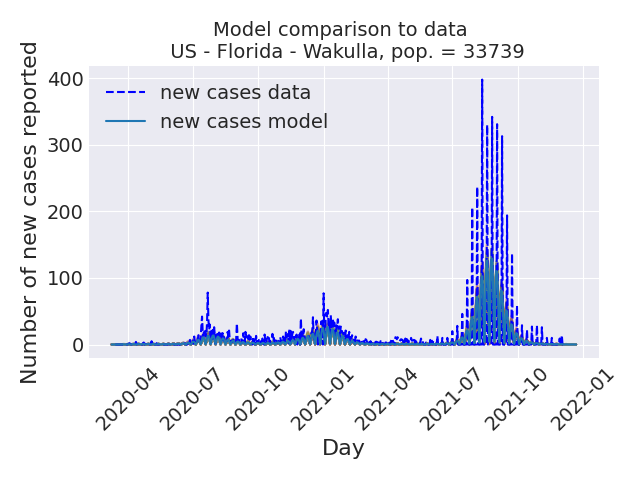 Model comparison to data
US - Florida - Wakulla, pop. = 33739
Number of new cases reported
400
300
200
100
0
new cases data
new cases model
2020-04
2020-07
2020-10
2021-01
2021-04
2021-07
2021-10
2022-01
Day